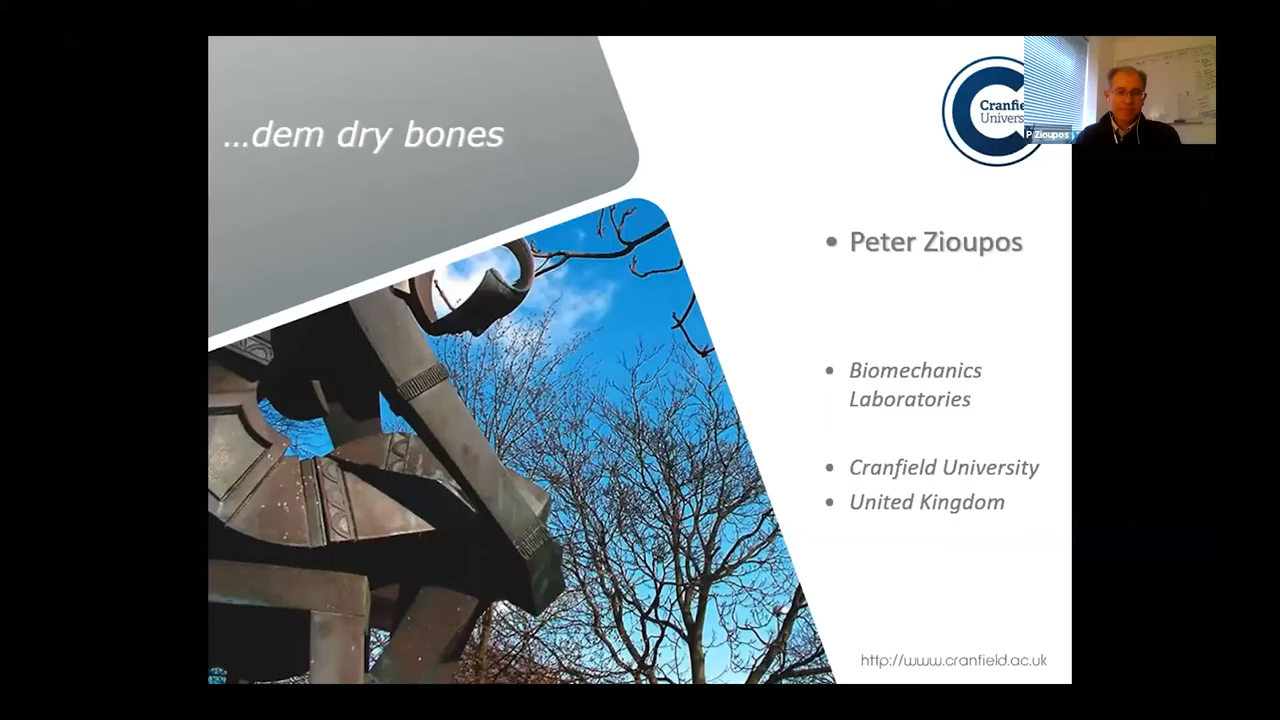 ...dem dry bones
Cranfie
Univers
P Zioupos
• Peter Zioupos
• Biomechanics
Laboratories
• Cranfield University
• United Kingdom
http://www.cranfield.ac.uk